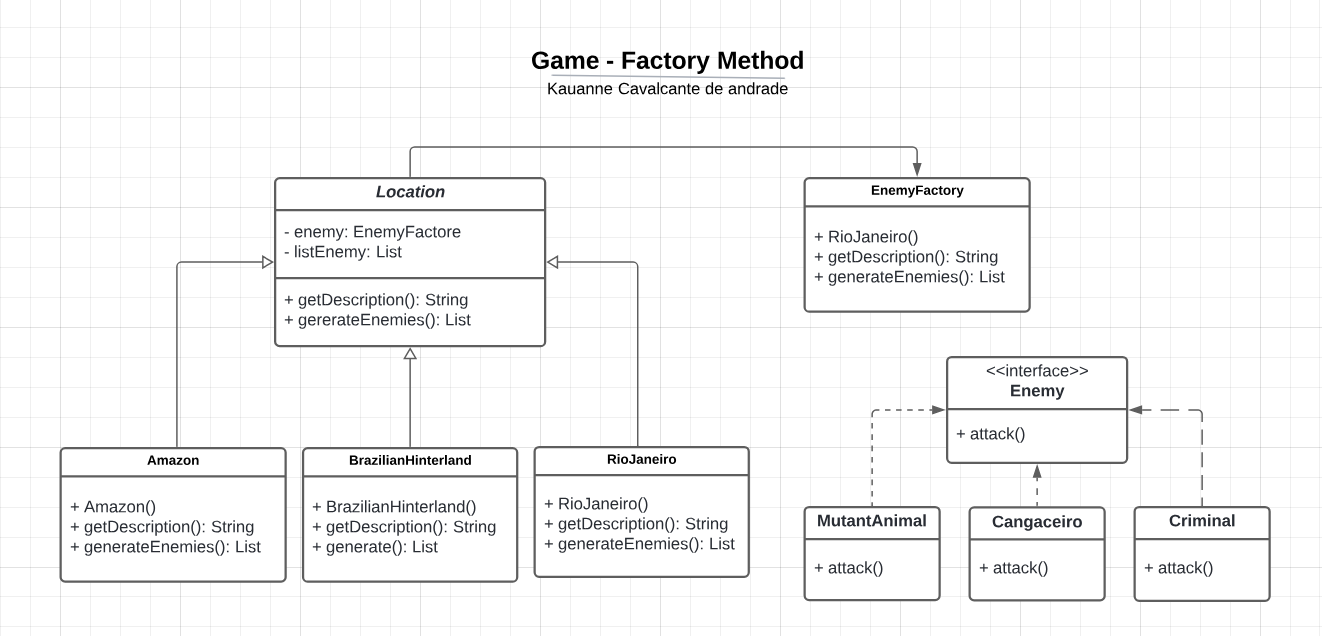 Game - Factory Method
Kauanne Cavalcante de andrade
Location
- enemy: EnemyFactore
- listEnemy: List
+ getDescription(): String
+ gererateEnemies(): List
EnemyFactory
+ RioJaneiro()
+ getDescription(): String
+ generateEnemies(): List
<<interface>>
Enemy
+ attack()
Amazon
+ Amazon()
+ getDescription(): String
+ generateEnemies(): List
BrazilianHinterland
+ BrazilianHinterland()
+ getDescription(): String
+ generate(): List
RioJaneiro
+ RioJaneiro()
+ getDescription(): String
+ generateEnemies(): List
MutantAnimal
+ attack()
Cangaceiro
+ attack()
Criminal
+ attack()